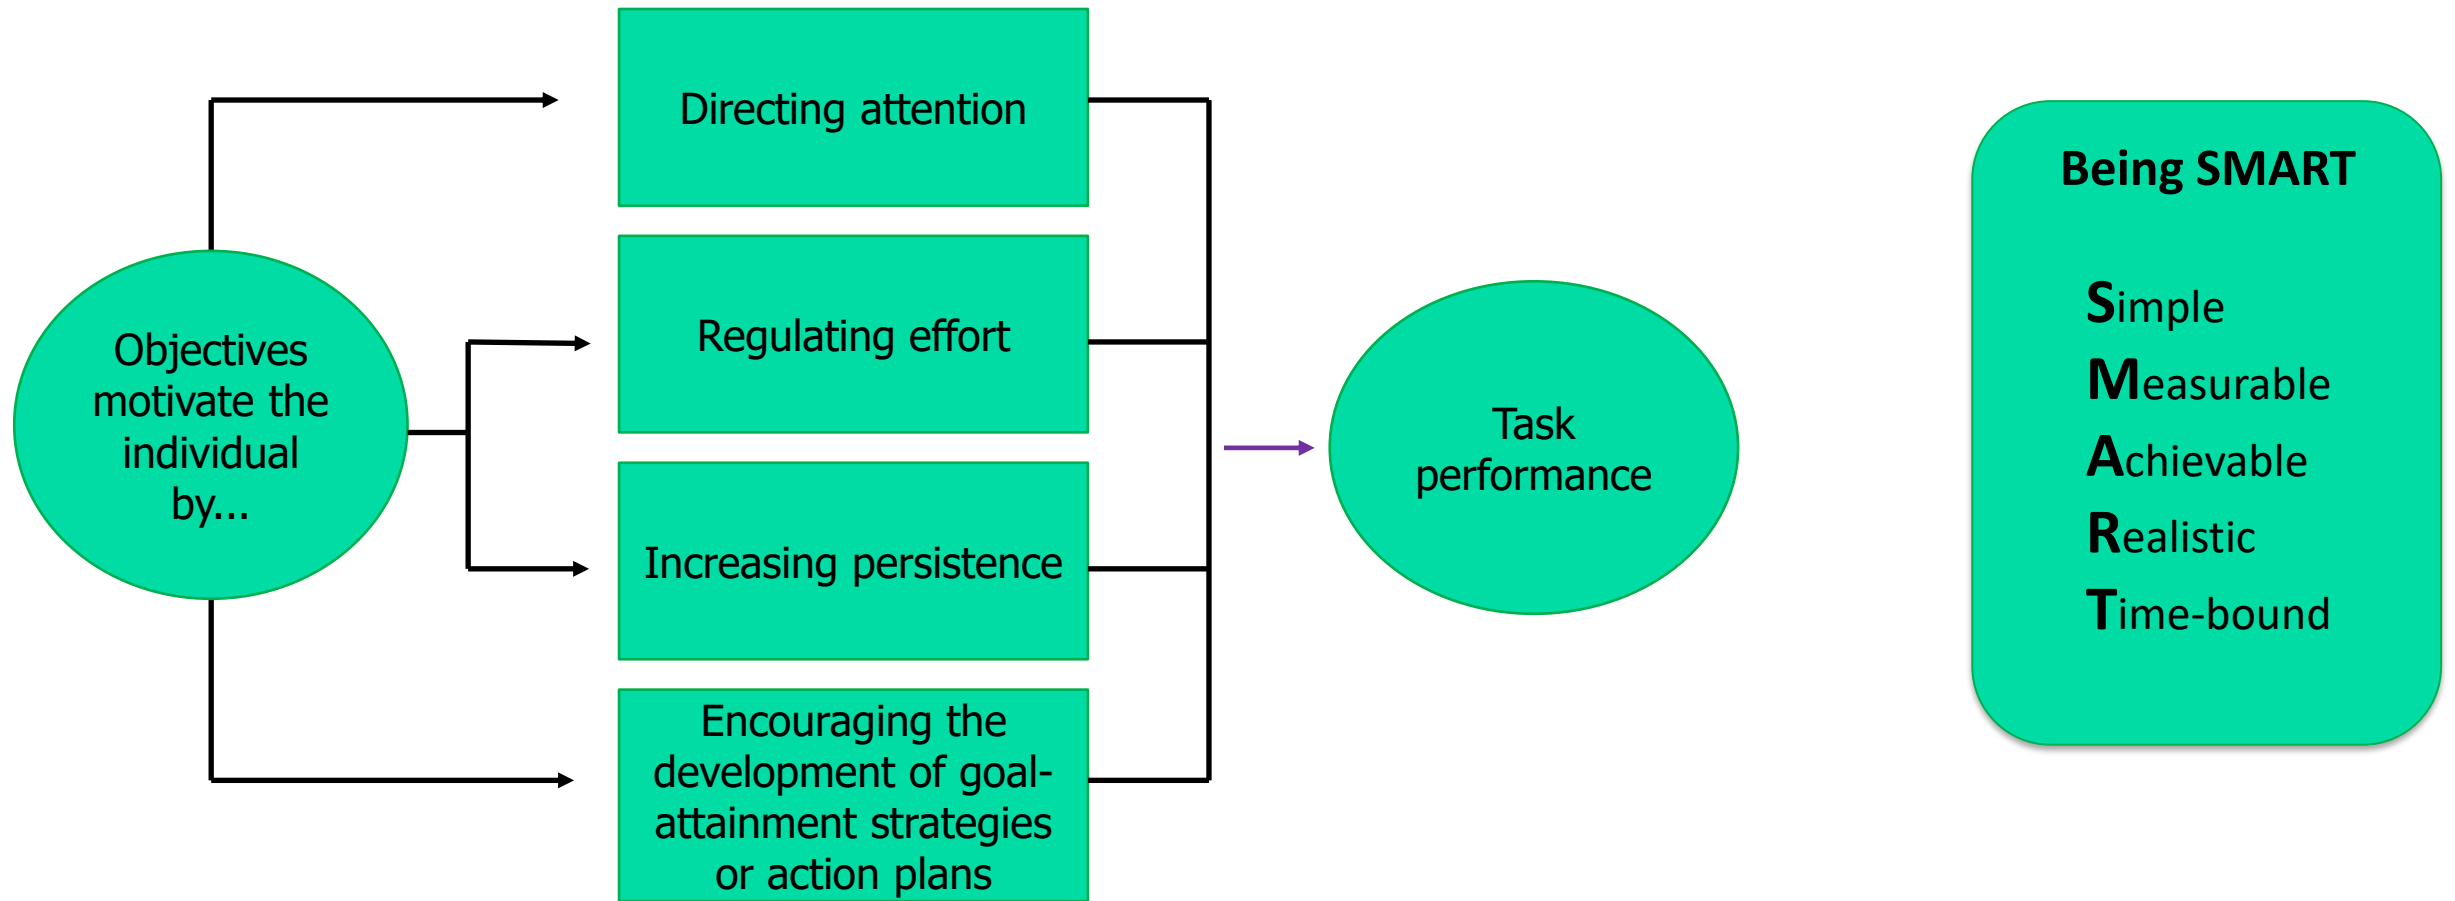 Objectives
motivate the
individual
by...
Directing attention
Regulating effort
Increasing persistence
Encouraging the
development of goal-
attainment strategies
or action plans
Task
performance
Being SMART
Simple
Measurable
Achievable
Realistic
Time-bound